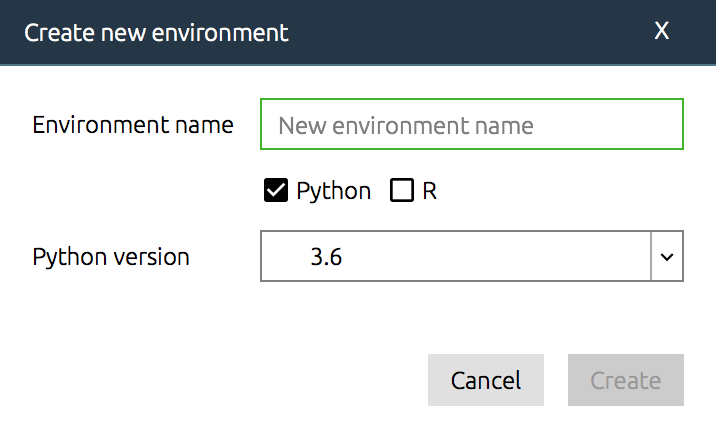 Create new environment X
Environment name New environment name
Python R
Python version 3.6
Cancel Create